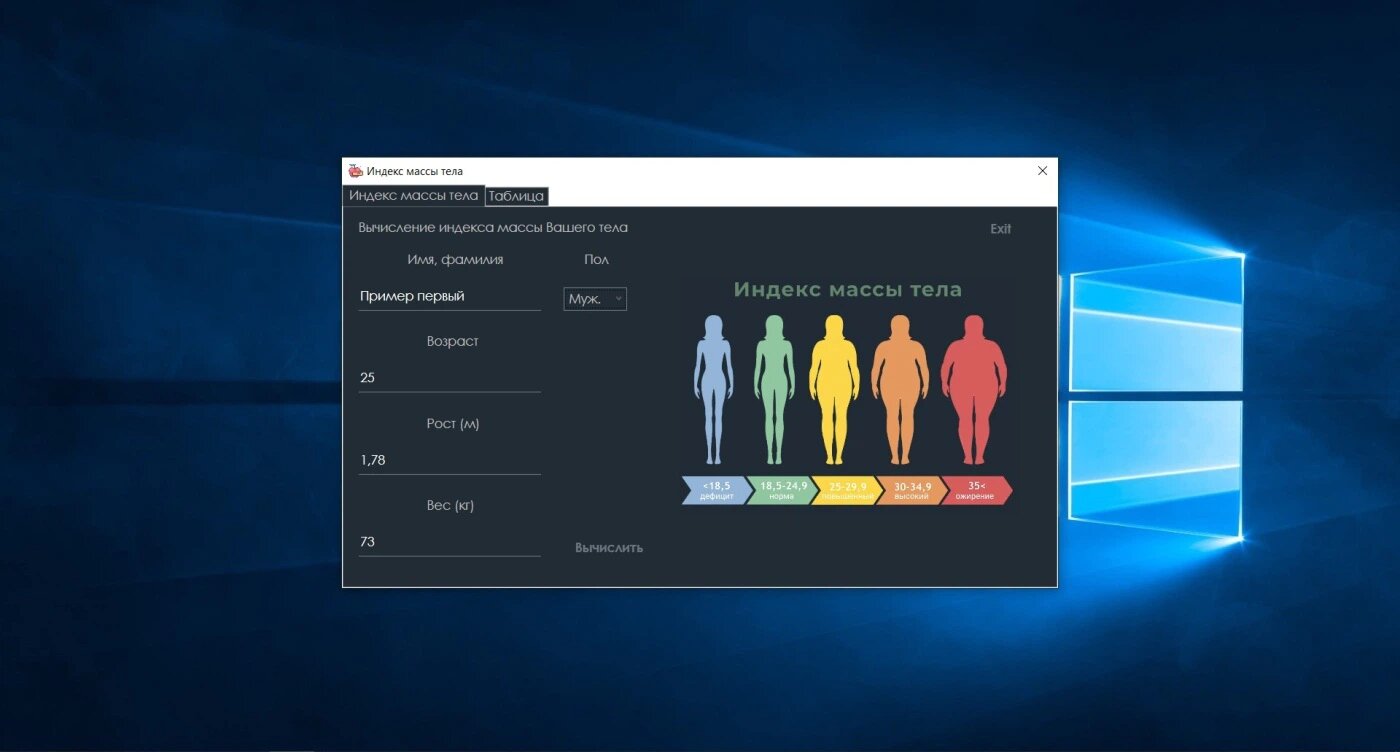 Индекс массы тела
Индекс массы тела Таблица
Вычисление индекса массы Вашего тела
Exit
Имя, фамилия
Пол
Пример первый
Муж.
Возраст
25
Рост (м)
1,78
Вес (кг)
73
Вычислить
Индекс массы тела
<18,5 18,5-24,9 25-29,9 30-34,9 35<
дефицит норма повышенный высокий ожирение